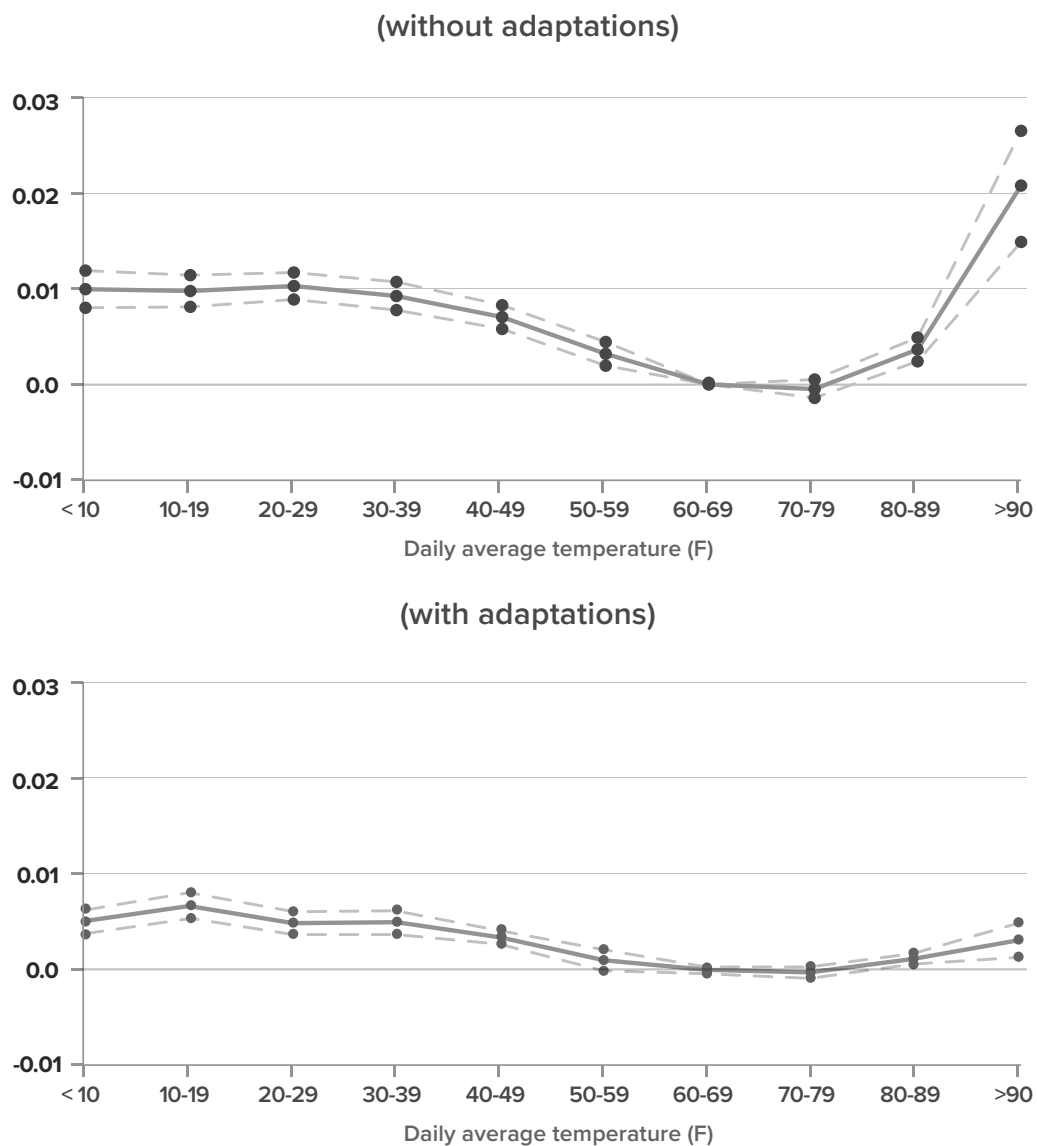 (without adaptations)
0.03
0.02
0.01
0.0
-0.01
< 10 10-19 20-29 30-39 40-49 50-59 60-69 70-79 80-89 >90
Daily average temperature (F)
(with adaptations)
0.03
0.02
0.01
0.0
-0.01
< 10 10-19 20-29 30-39 40-49 50-59 60-69 70-79 80-89 >90
Daily average temperature (F)